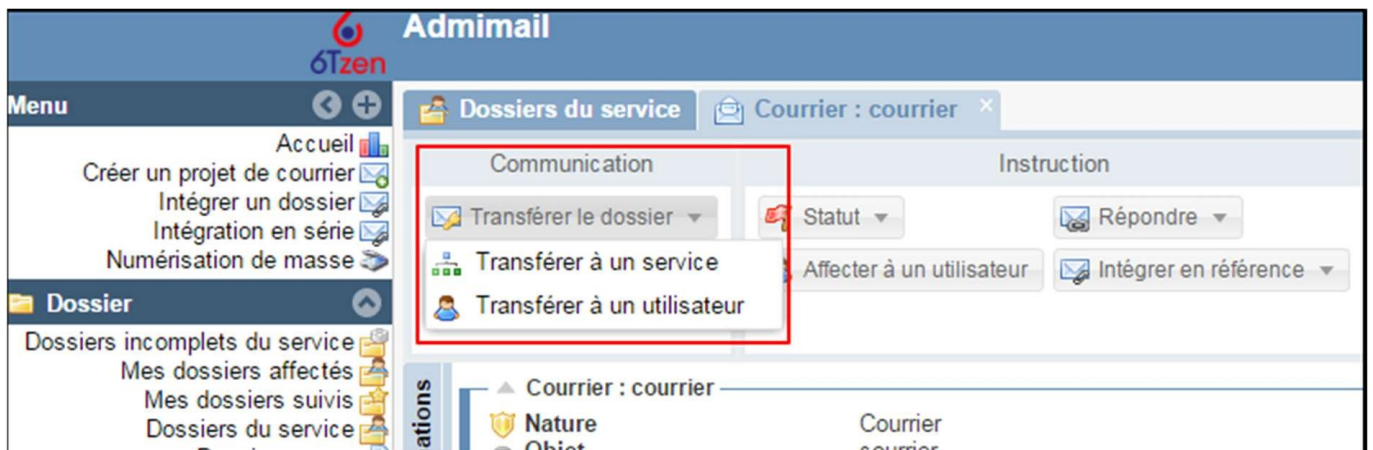 6Tzen
Admimail
Menu
Accueil
Créer un projet de courrier
Intégrer un dossier
Intégration en série
Numérisation de masse
Dossier
Dossiers incomplets du service
Mes dossiers affectés
Mes dossiers suivis
Dossiers du service
Dossiers du service
Courrier : courrier
Communication
Instruction
Transférer le dossier
Statut
Répondre
Transférer à un service
Affecter à un utilisateur
Intégrer en référence
Transférer à un utilisateur
Courrier : courrier
Nature
Courrier
Objet
courrier